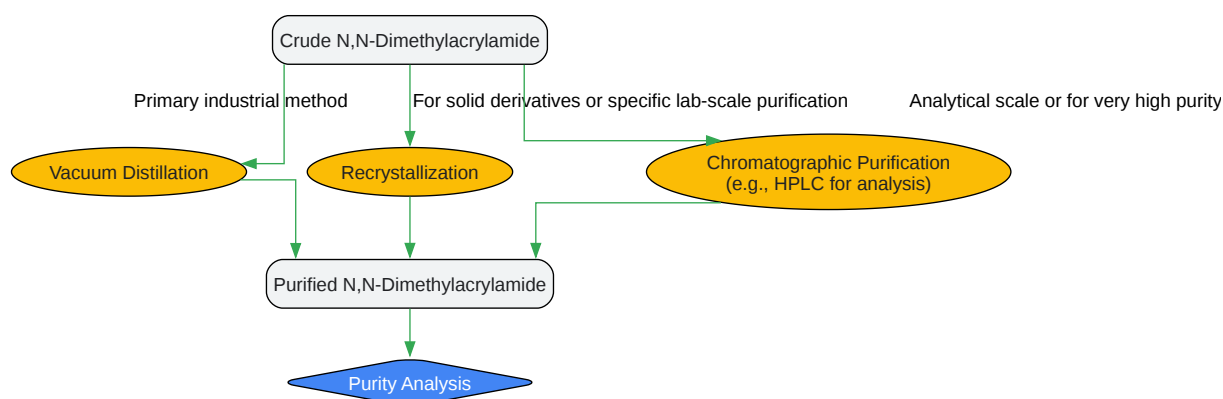 Crude N,N-Dimethylacrylamide
Primary industrial method
For solid derivatives or specific lab-scale purification
Analytical scale or for very high purity
Vacuum Distillation
Recrystallization
Chromatographic Purification
(e.g., HPLC for analysis)
Purified N,N-Dimethylacrylamide
Purity Analysis